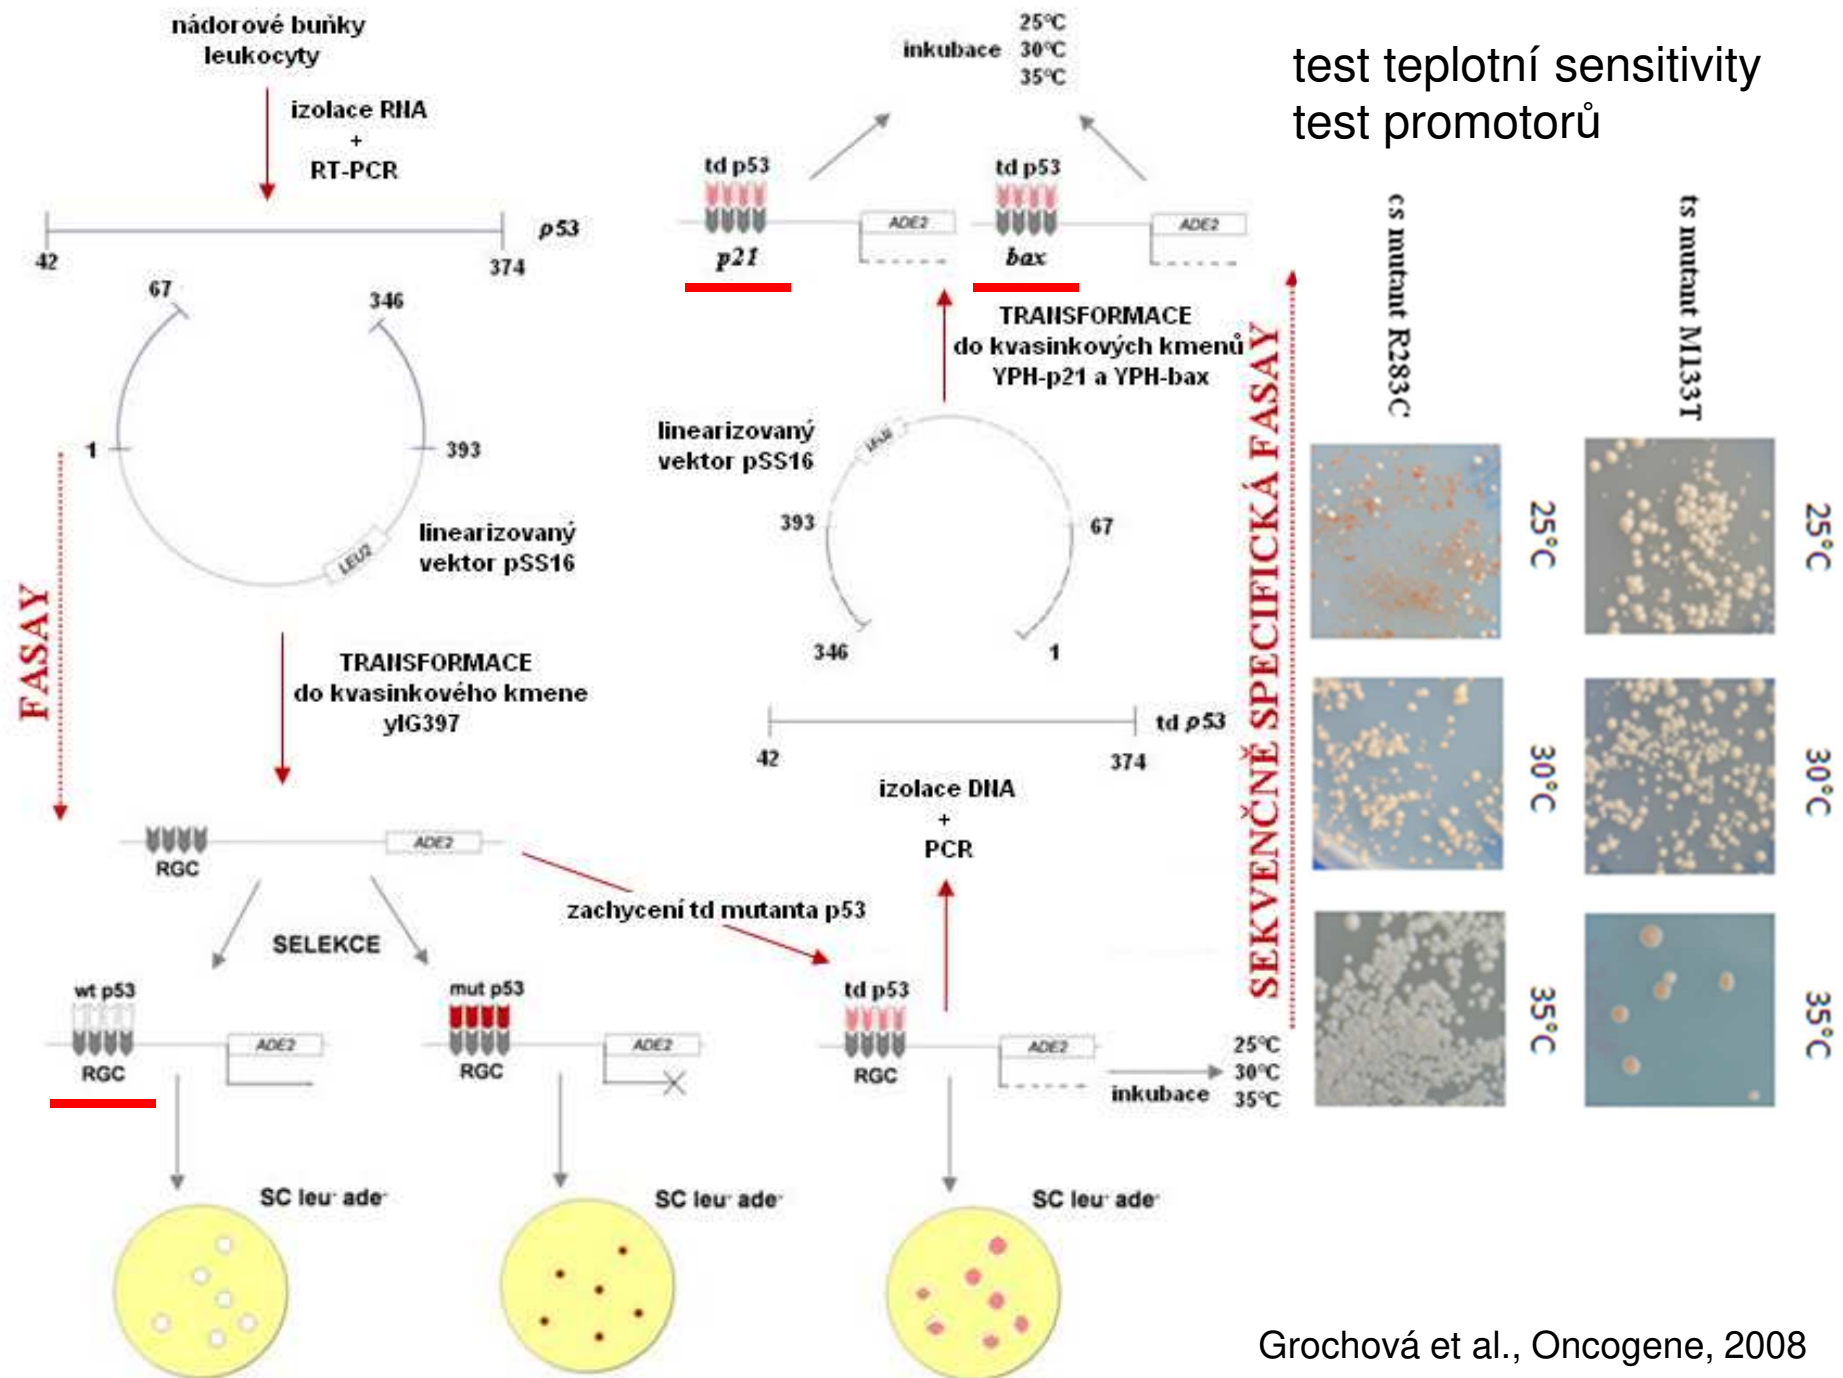 nádorové buňky
leukocyty
izolace RNA
+
RT-PCR
p53
42
374
67
346
1
393
LEU2
linearizovaný
vektor pSS16
FASAY
TRANSFORMACE
do kvasinkového kmene
yIG397
RGC
ADE2
SELEKCE
wt p53
RGC
ADE2
mut p53
RGC
ADE2
zachycení td mutanta p53
td p53
RGC
ADE2
inkubace
25°C
30°C
35°C
SC leu- ade-
SC leu- ade-
SC leu- ade-
izolace DNA
+
PCR
42
374
td p53
linearizovaný
vektor pSS16
393
67
346
1
TRANSFORMACE
do kvasinkových kmenů
YPH-p21 a YPH-bax
td p53
p21
ADE2
td p53
bax
ADE2
inkubace
25°C
30°C
35°C
SEKVENČNĚ SPECIFICKÁ FASAY
test teplotní sensitivity
test promotorů
cs mutant R283C
ts mutant M133T
25°C
25°C
30°C
30°C
35°C
35°C
Grochová et al., Oncogene, 2008